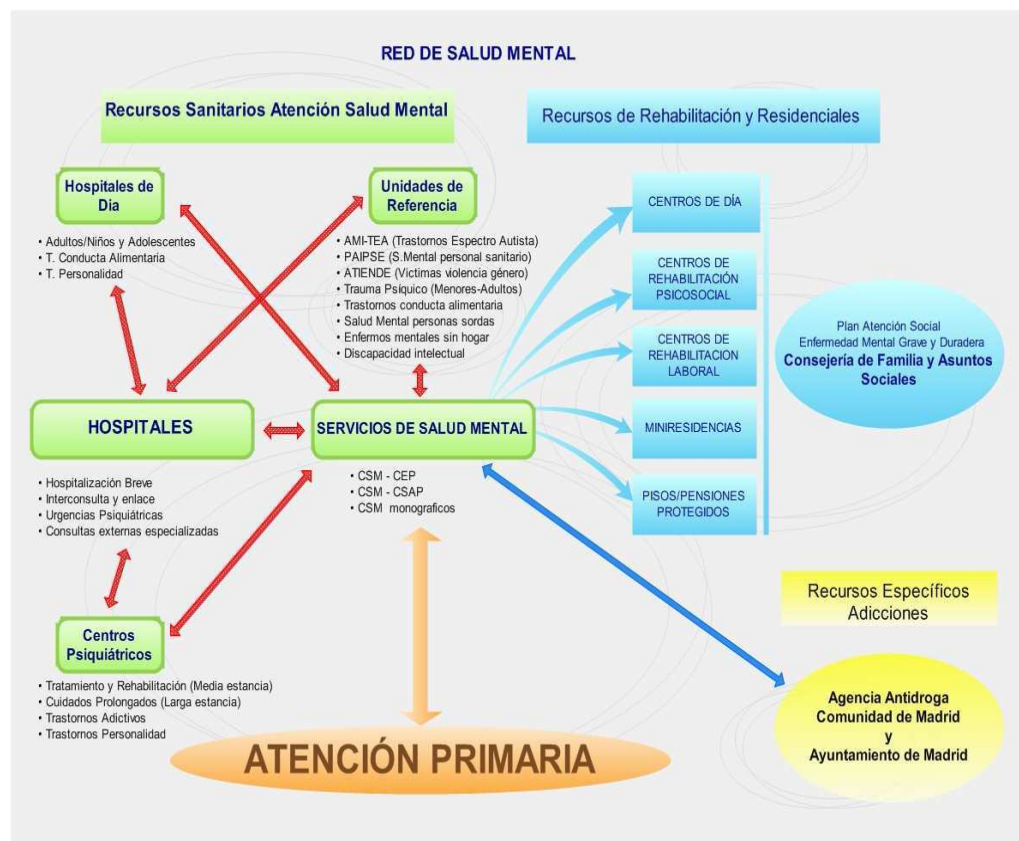 RED DE SALUD MENTAL
Recursos Sanitarios Atención Salud Mental
Hospitales de
Dia
• Adultos/Niños y Adolescentes
• T. Conducta Alimentaria
• T. Personalidad
Unidades de
Referencia
• AMI-TEA (Trastornos Espectro Autista)
• PAIPSE (S.Mental personal sanitario)
• ATIENDE (Victimas violencia género)
• Trauma Psíquico (Menores-Adultos)
• Trastornos conducta alimentaria
• Salud Mental personas sordas
• Enfermos mentales sin hogar
• Discapacidad intelectual
HOSPITALES
• Hospitalización Breve
• Interconsulta y enlace
• Urgencias Psiquiátricas
• Consultas externas especializadas
SERVICIOS DE SALUD MENTAL
• CSM - CEP
• CSM - CSAP
• CSM monograficos
Centros
Psiquiátricos
• Tratamiento y Rehabilitación (Media estancia)
• Cuidados Prolongados (Larga estancia)
• Trastornos Adictivos
• Trastornos Personalidad
ATENCIÓN PRIMARIA
Recursos de Rehabilitación y Residenciales
CENTROS DE DÍA
CENTROS DE
REHABILITACIÓN
PSICOSOCIAL
CENTROS DE
REHABILITACION
LABORAL
MINIRESIDENCIAS
PISOS/PENSIONES
PROTEGIDOS
Plan Atención Social
Enfermedad Mental Grave y Duradera
Consejería de Familia y Asuntos
Sociales
Recursos Específicos
Adicciones
Agencia Antidroga
Comunidad de Madrid
y
Ayuntamiento de Madrid